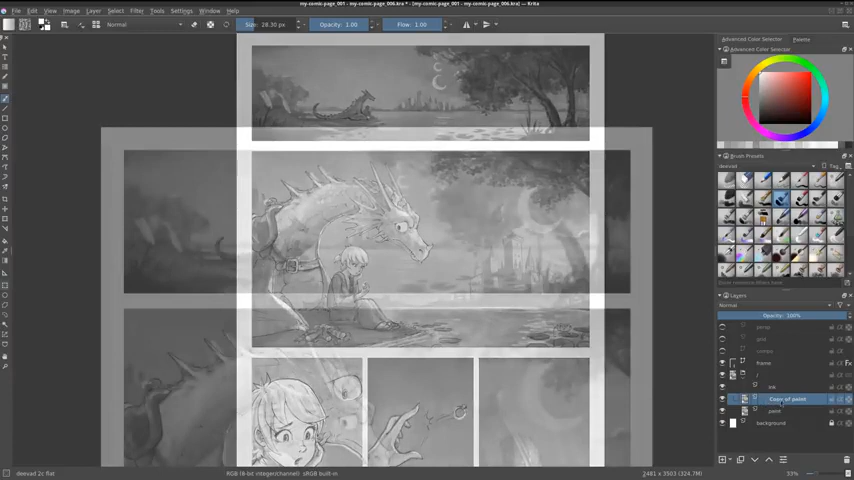 my-comic-page_001 - my-comic-page_006.kra * - [my-comic-page_001 - my-comic-page_006.kra] - Krita
File Edit View Image Layer Select Filter Tools Settings Window Help
Normal Size: 28.30 px Opacity: 1.00 Flow: 1.00
Advanced Color Selector Palette
Advanced Color Selector
Brush Presets
deevad Tag
Layers
Normal
Opacity: 100%
persp
grid
frame
ink
Copy of paint
paint
background
deevad 2c flat RGB (8-bit integer/channel) sRGB built-in 2481 x 3503 (324.7M) 33%